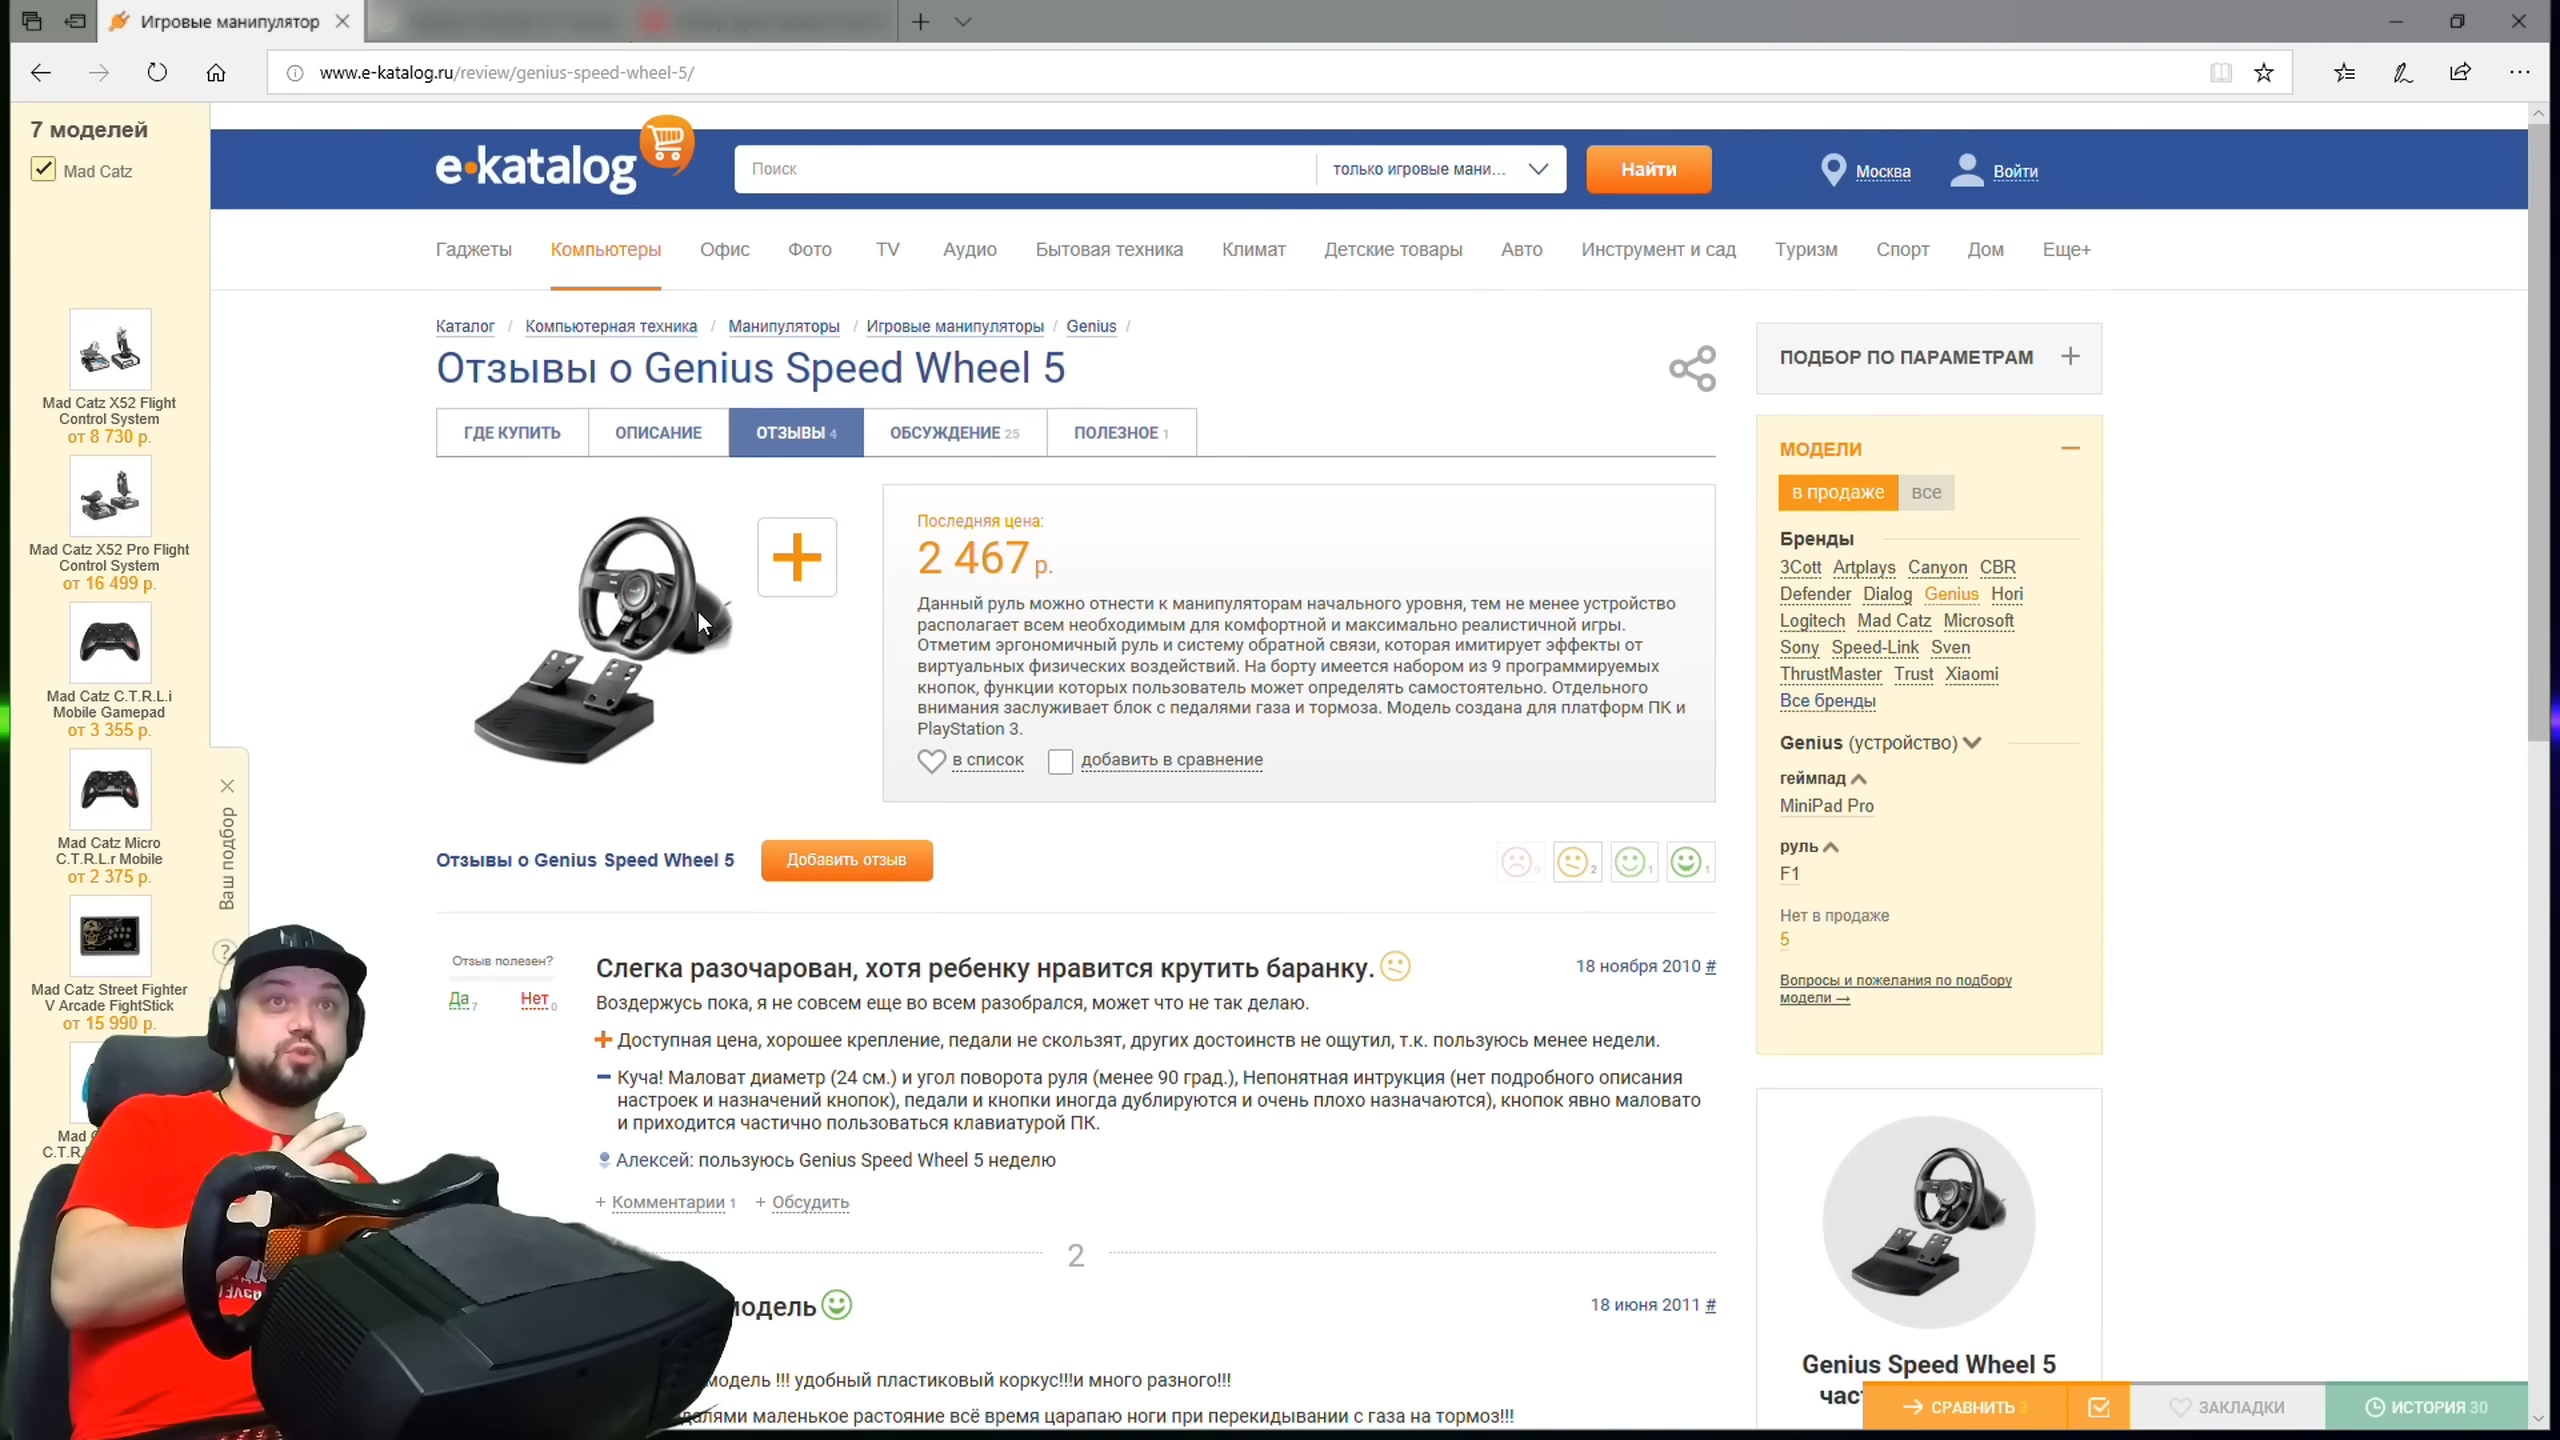 Игровые манипулятор
www.e-katalog.ru/review/genius-speed-wheel-5/
7 моделей
Mad Catz
Mad Catz X52 Flight
Control System
от 8 730 р.
Mad Catz X52 Pro Flight
Control System
от 16 499 р.
Mad Catz C.T.R.L.i
Mobile Gamepad
от 3 355 р.
Mad Catz Micro
C.T.R.L.r Mobile
от 2 375 р.
Mad Catz Street Fighter
V Arcade FightStick
от 15 990 р.
Mad
C.T.R
Ваш подбор
?
e·katalog
Поиск
только игровые мани...
Найти
Москва
Войти
Гаджеты Компьютеры Офис Фото TV Аудио Бытовая техника Климат Детские товары Авто Инструмент и сад Туризм Спорт Дом Еще+
Каталог / Компьютерная техника / Манипуляторы / Игровые манипуляторы / Genius /
Отзывы о Genius Speed Wheel 5
ГДЕ КУПИТЬ ОПИСАНИЕ ОТЗЫВЫ 4 ОБСУЖДЕНИЕ 25 ПОЛЕЗНОЕ 1
Последняя цена:
2 467 р.
Данный руль можно отнести к манипуляторам начального уровня, тем не менее устройство
располагает всем необходимым для комфортной и максимально реалистичной игры.
Отметим эргономичный руль и систему обратной связи, которая имитирует эффекты от
виртуальных физических воздействий. На борту имеется набором из 9 программируемых
кнопок, функции которых пользователь может определять самостоятельно. Отдельного
внимания заслуживает блок с педалями газа и тормоза. Модель создана для платформ ПК и
PlayStation 3.
в список добавить в сравнение
Отзывы о Genius Speed Wheel 5 Добавить отзыв 0 2 1 1
Отзыв полезен?
Да 7 Нет 0
Слегка разочарован, хотя ребенку нравится крутить баранку. 18 ноября 2010 #
Воздержусь пока, я не совсем еще во всем разобрался, может что не так делаю.
+ Доступная цена, хорошее крепление, педали не скользят, других достоинств не ощутил, т.к. пользуюсь менее недели.
– Куча! Маловат диаметр (24 см.) и угол поворота руля (менее 90 град.), Непонятная интрукция (нет подробного описания
настроек и назначений кнопок), педали и кнопки иногда дублируются и очень плохо назначаются), кнопок явно маловато
и приходится частично пользоваться клавиатурой ПК.
Алексей: пользуюсь Genius Speed Wheel 5 неделю
+ Комментарии 1 + Обсудить
2
модель 18 июня 2011 #
модель !!! удобный пластиковый коркус!!!и много разного!!!
далями маленькое растояние всё время царапаю ноги при перекидывании с газа на тормоз!!!
ПОДБОР ПО ПАРАМЕТРАМ +
МОДЕЛИ
в продаже все
Бренды
3Cott Artplays Canyon CBR
Defender Dialog Genius Hori
Logitech Mad Catz Microsoft
Sony Speed-Link Sven
ThrustMaster Trust Xiaomi
Все бренды
Genius (устройство)
геймпад
MiniPad Pro
руль
F1
Нет в продаже
5
Вопросы и пожелания по подбору
модели →
Genius Speed Wheel 5
час
СРАВНИТЬ 3
ЗАКЛАДКИ
ИСТОРИЯ 30